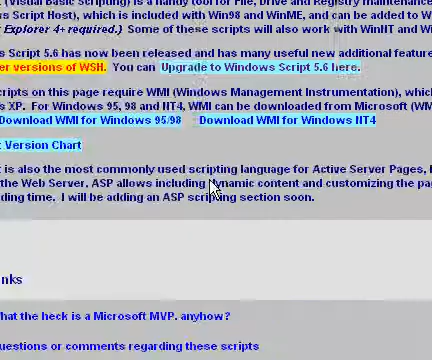 (Visual Basic Scripting) is a handy tool for File, Drive and Registry maintenance
s Script Host), which is included with Win98 and WinME, and can be added to W
Explorer 4+ required.) Some of these scripts will also work with WinNT and Wi
s Script 5.6 has now been released and has many useful new additional feature
er versions of WSH. You can Upgrade to Windows Script 5.6 here.
cripts on this page require WMI (Windows Management Instrumentation), whic
s XP. For Windows 95, 98 and NT4, WMI can be downloaded from Microsoft (WM
Download WMI for Windows 95/98 Download WMI for Windows NT4
t Version Chart
t is also the most commonly used scripting language for Active Server Pages,
the Web Server, ASP allows including dynamic content and customizing the pa
ding time. I will be adding an ASP scripting section soon.
nks
hat the heck is a Microsoft MVP, anyhow?
uestions or comments regarding these scripts